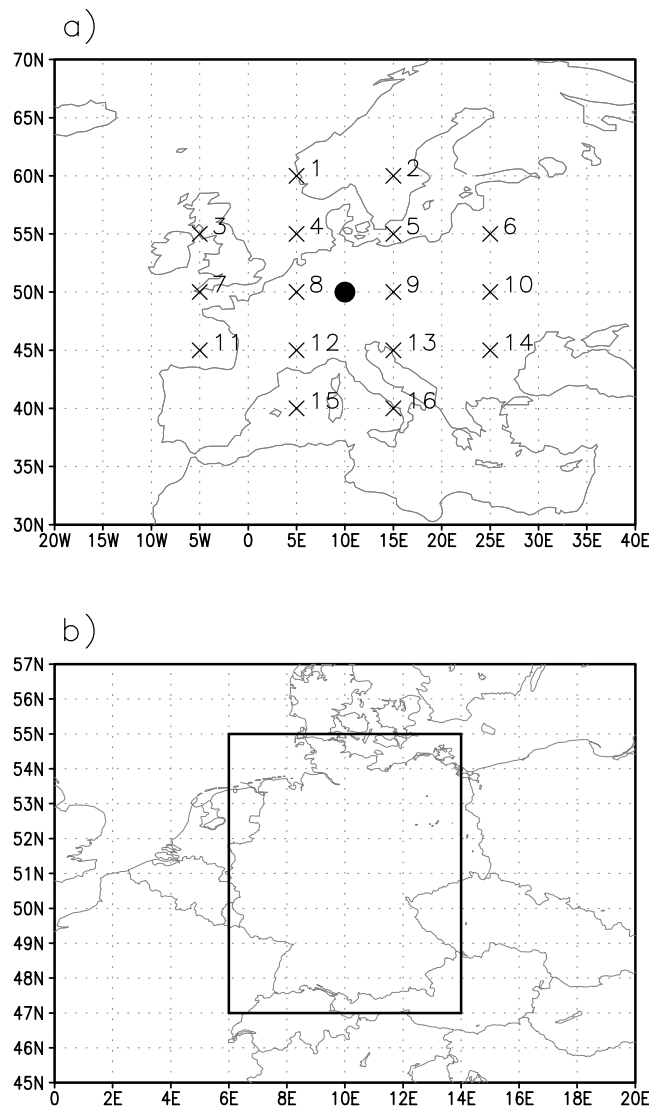 a)
70N
65N
1 2
60N
3 4 5 6
55N
7 8 9 10
50N
11 12 13 14
45N
15 16
40N
35N
30N
20W 15W 10W 5W 0 5E 10E 15E 20E 25E 30E 35E 40E
b)
57N
56N
55N
54N
53N
52N
51N
50N
49N
48N
47N
46N
45N
0 2E 4E 6E 8E 10E 12E 14E 16E 18E 20E